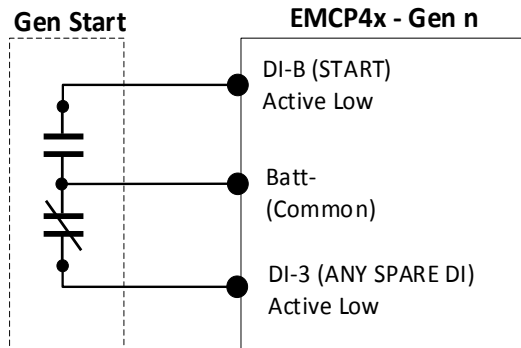 Gen Start
EMCP4x - Gen n
DI-B (START)
Active Low
Batt-
(Common)
DI-3 (ANY SPARE DI)
Active Low